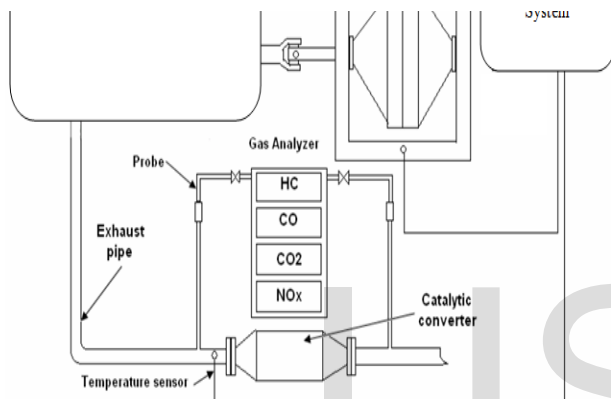 System
Gas Analyzer
Probe
HC
CO
Exhaust
pipe
CO2
NOx
Catalytic
converter
Temperature sensor